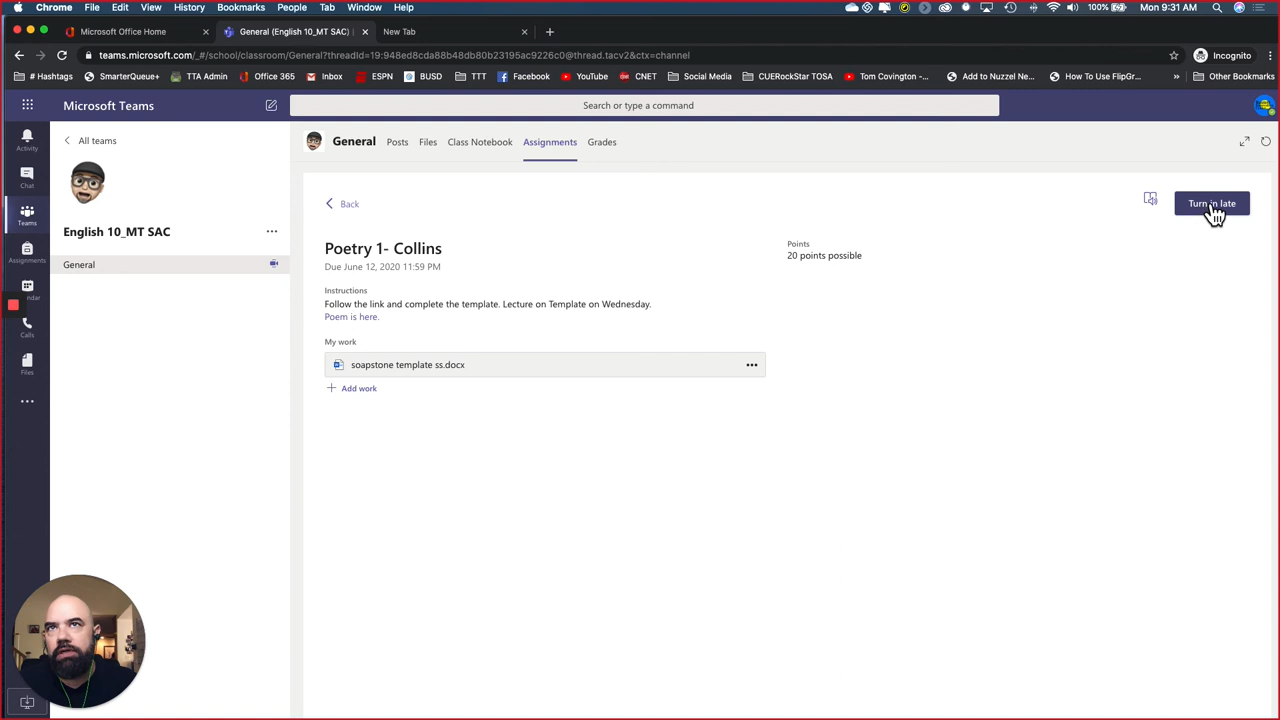 Chrome File Edit View History Bookmarks People Tab Window Help 100% Mon 9:31 AM
Microsoft Office Home General (English 10_MT SAC) | New Tab
teams.microsoft.com/_#/school/classroom/General?threadId=19:948ed8cda88b48db80b23195ac9226c0@thread.tacv2&ctx=channel Incognito
# Hashtags SmarterQueue+ TTA Admin Office 365 Inbox ESPN BUSD TTT Facebook YouTube CNET Social Media CUERockStar TOSA Tom Covington -... Add to Nuzzel Ne... How To Use FlipGr... » Other Bookmarks
Microsoft Teams Search or type a command
Activity
Chat
Teams
Assignments
ndar
Calls
Files
All teams
English 10_MT SAC
General
General Posts Files Class Notebook Assignments Grades
Back Turn in late
Poetry 1- Collins
Due June 12, 2020 11:59 PM
Points
20 points possible
Instructions
Follow the link and complete the template. Lecture on Template on Wednesday.
Poem is here.
My work
soapstone template ss.docx
+ Add work